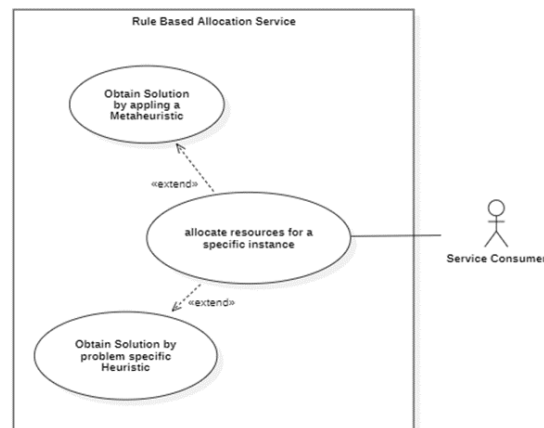 Rule Based Allocation Service
Obtain Solution
by appling a
Metaheuristic
«extend»
allocate resources for a
specific instance
Service Consumer
«extend»
Obtain Solution by
problem specific
Heuristic